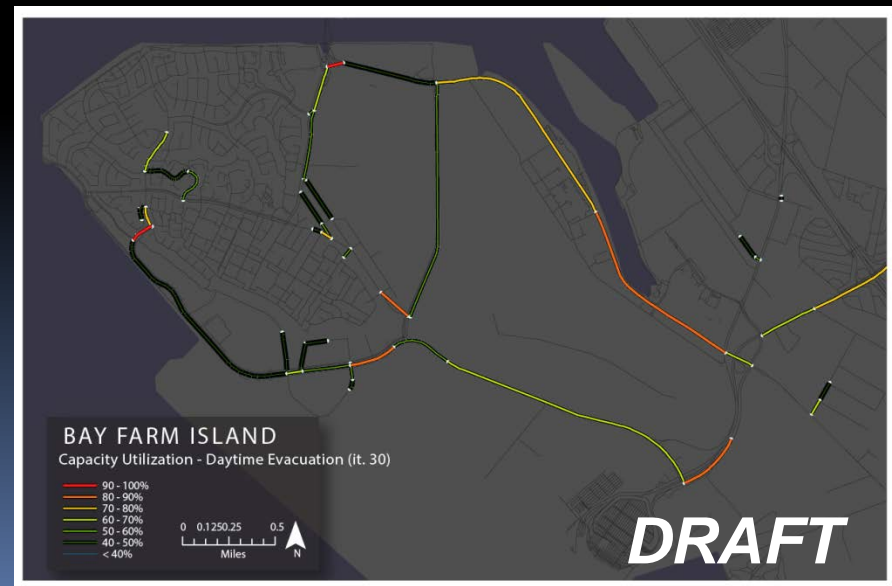 BAY FARM ISLAND
Capacity Utilization - Daytime Evacuation (it. 30)
90 - 100%
80 - 90%
70 - 80%
60 - 70%
50 - 60%
40 - 50%
< 40%
0 0.1250.25 0.5
Miles
N
DRAFT